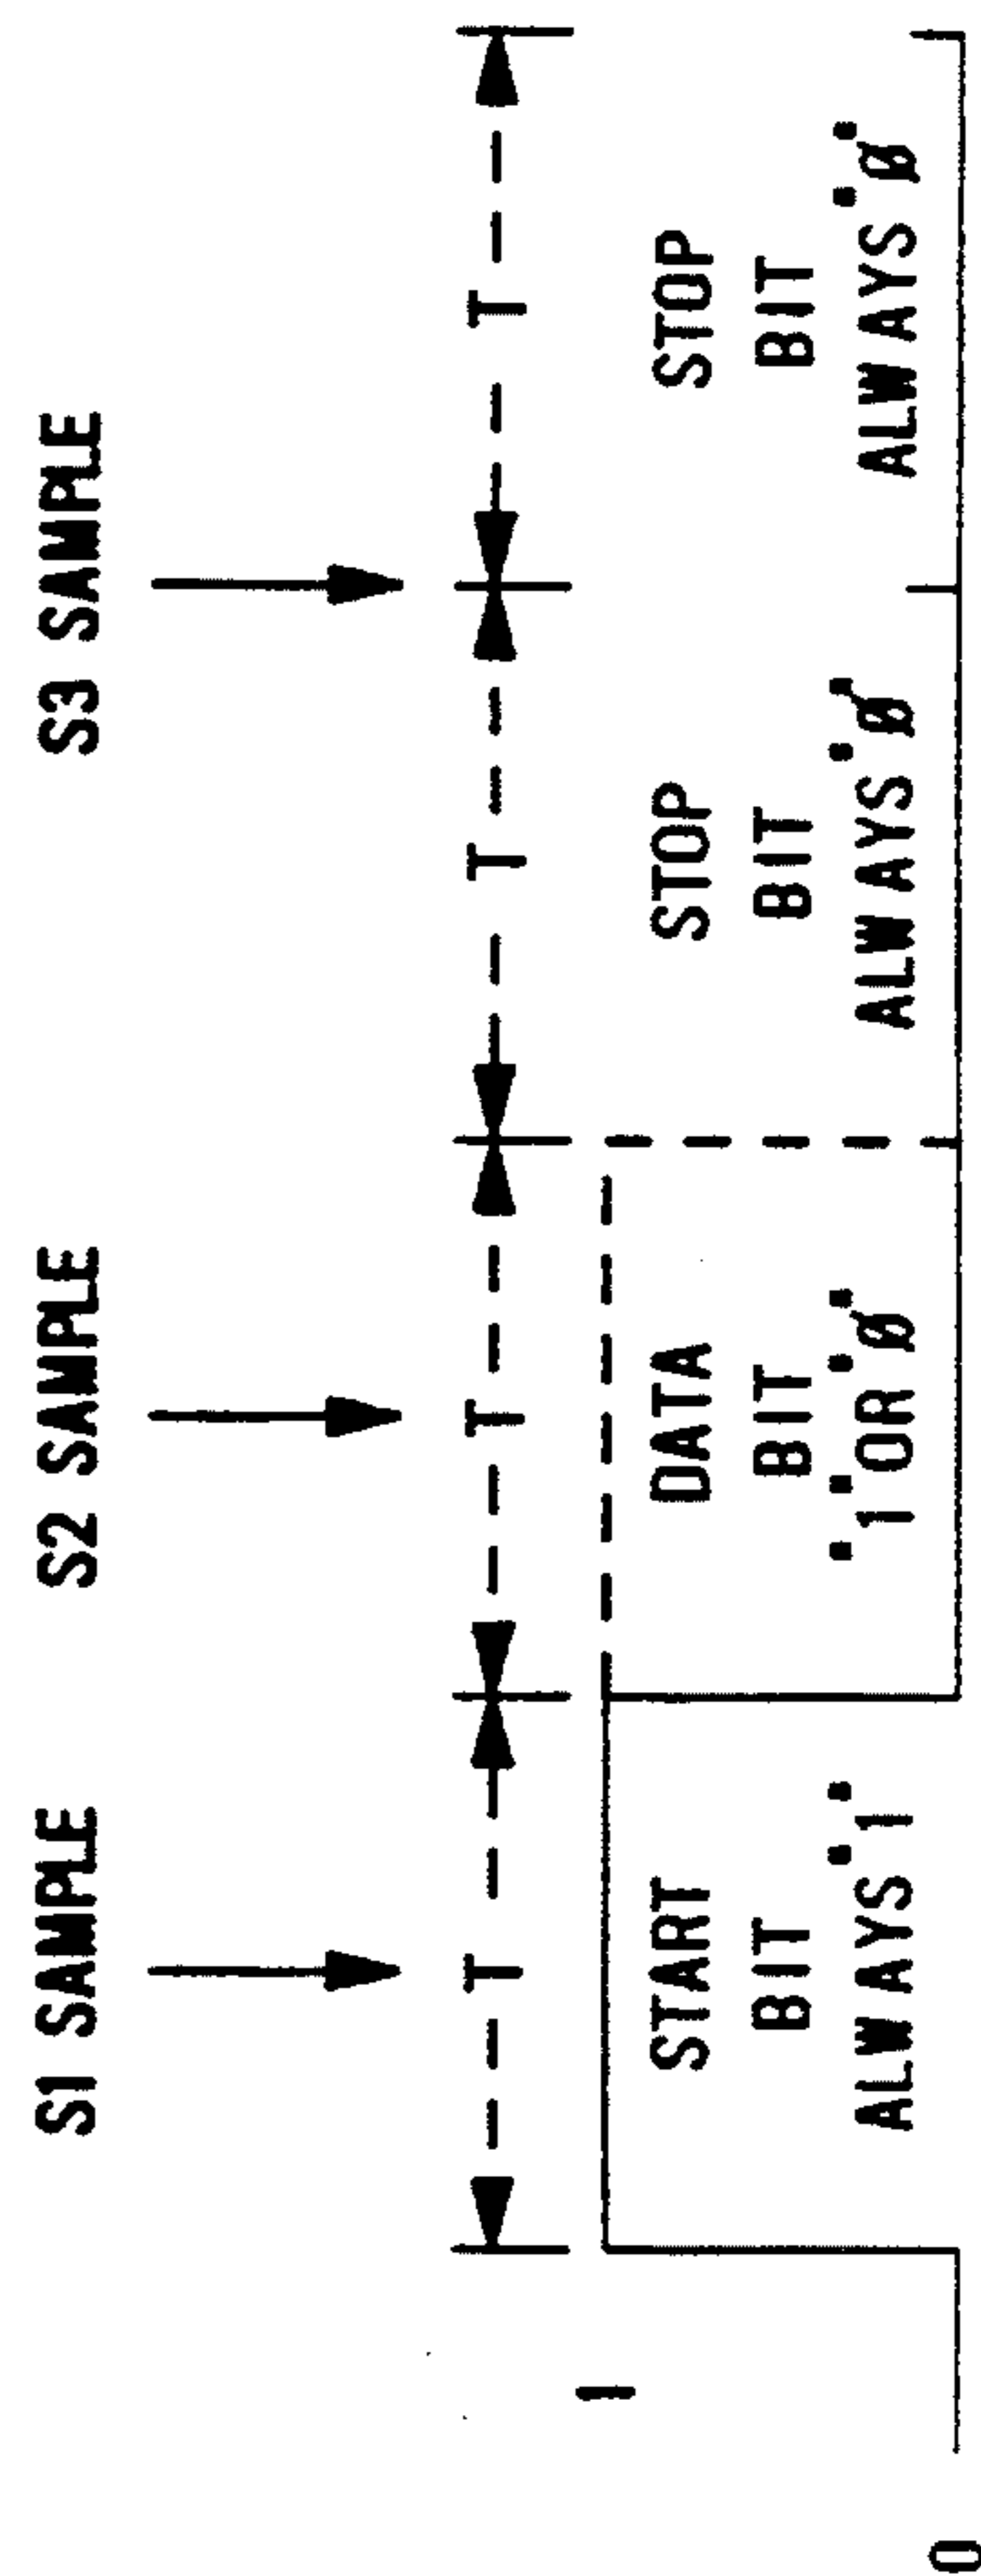 S1 SAMPLE S2 SAMPLE S3 SAMPLE
T T T T
1
START DATA STOP STOP
BIT BIT BIT BIT
ALWAYS "1" "1" OR "Ø" ALWAYS "Ø" ALWAYS "Ø"
0